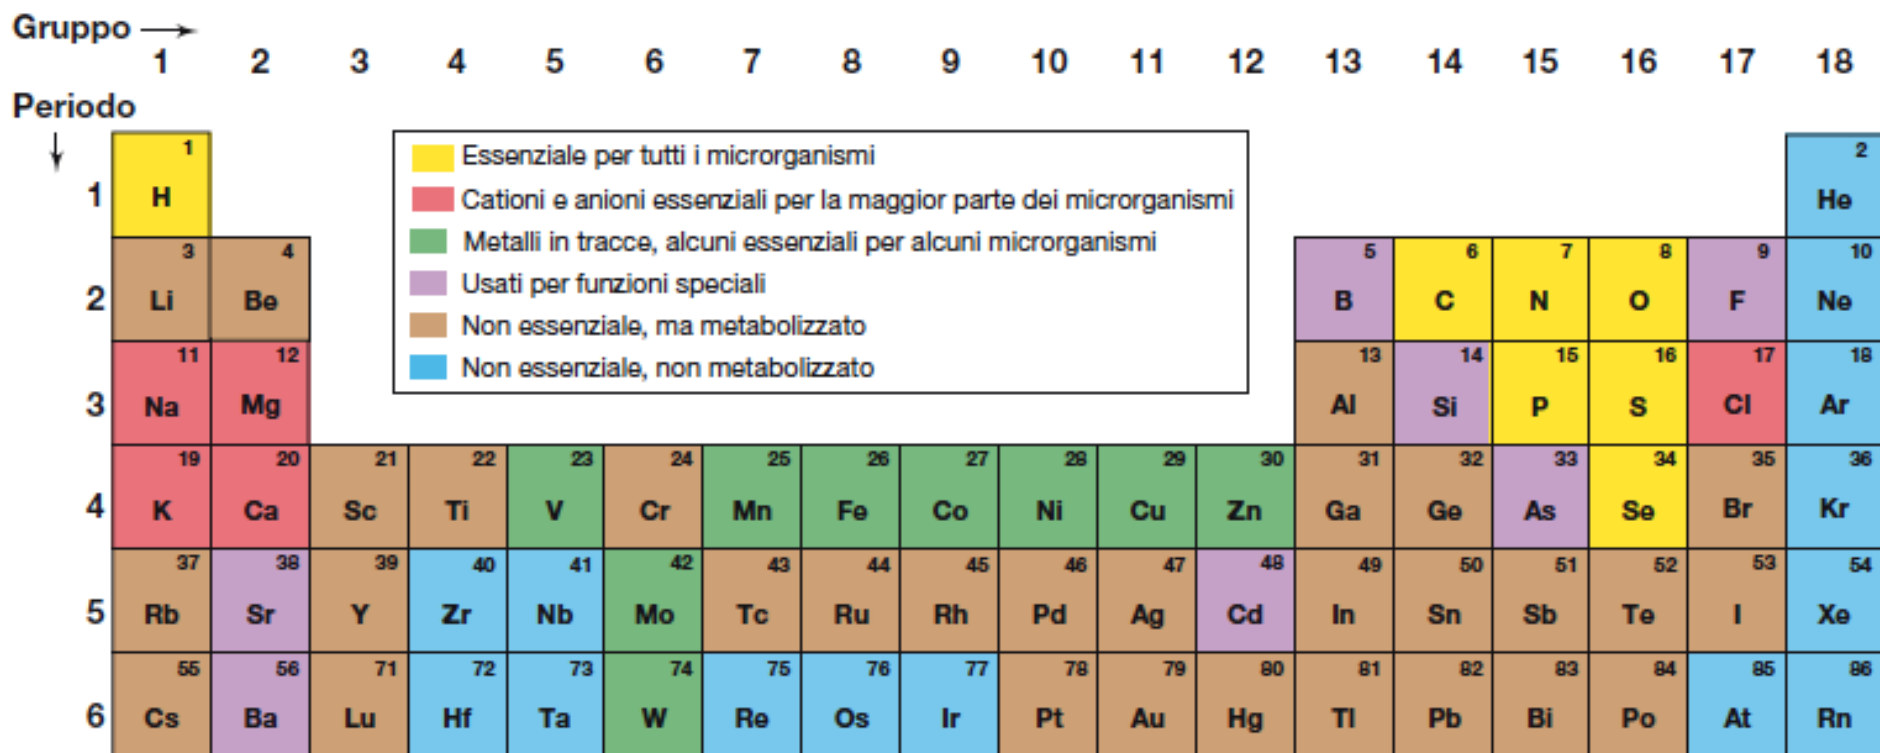 Gruppo →
1 2 3 4 5 6 7 8 9 10 11 12 13 14 15 16 17 18
Periodo
↓
Essenziale per tutti i microrganismi
Cationi e anioni essenziali per la maggior parte dei microrganismi
Metalli in tracce, alcuni essenziali per alcuni microrganismi
Usati per funzioni speciali
Non essenziale, ma metabolizzato
Non essenziale, non metabolizzato
1 2
1 H He
3 4 5 6 7 8 9 10
2 Li Be B C N O F Ne
11 12 13 14 15 16 17 18
3 Na Mg Al Si P S Cl Ar
19 20 21 22 23 24 25 26 27 28 29 30 31 32 33 34 35 36
4 K Ca Sc Ti V Cr Mn Fe Co Ni Cu Zn Ga Ge As Se Br Kr
37 38 39 40 41 42 43 44 45 46 47 48 49 50 51 52 53 54
5 Rb Sr Y Zr Nb Mo Tc Ru Rh Pd Ag Cd In Sn Sb Te I Xe
55 56 71 72 73 74 75 76 77 78 79 80 81 82 83 84 85 86
6 Cs Ba Lu Hf Ta W Re Os Ir Pt Au Hg Tl Pb Bi Po At Rn